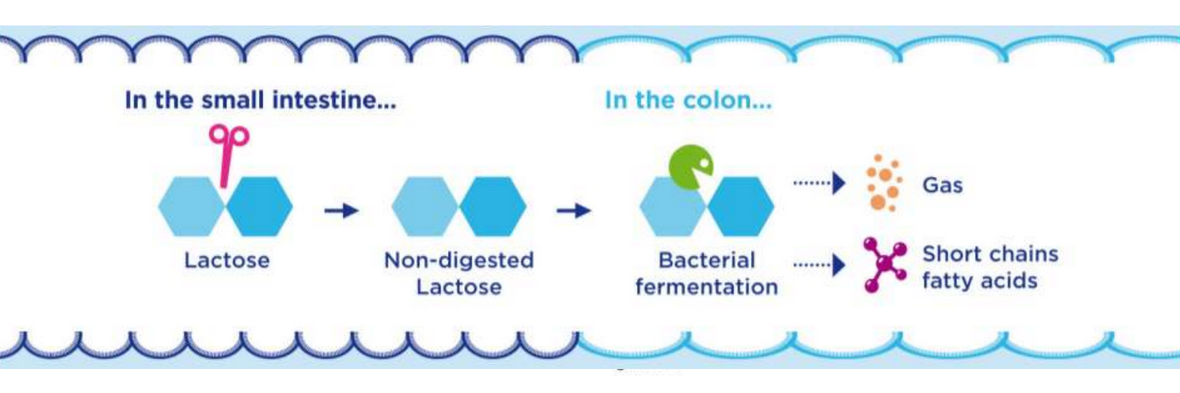 In the small intestine...
In the colon...
Lactose
Non-digested
Lactose
Bacterial
fermentation
Gas
Short chains
fatty acids